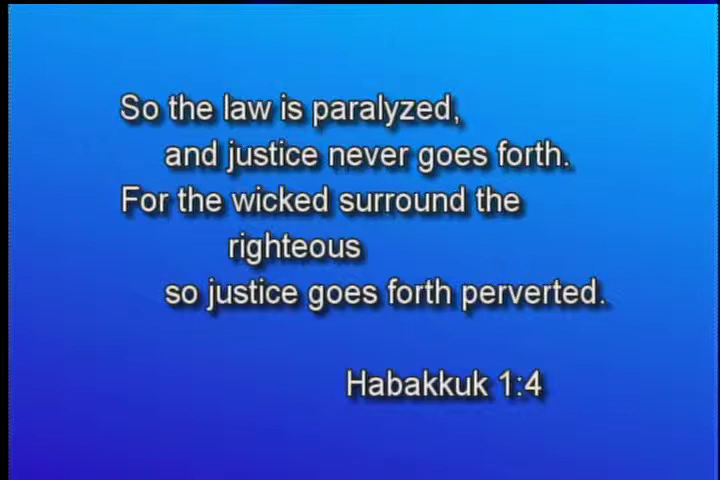 So the law is paralyzed,
and justice never goes forth.
For the wicked surround the
righteous
so justice goes forth perverted.
Habakkuk 1:4